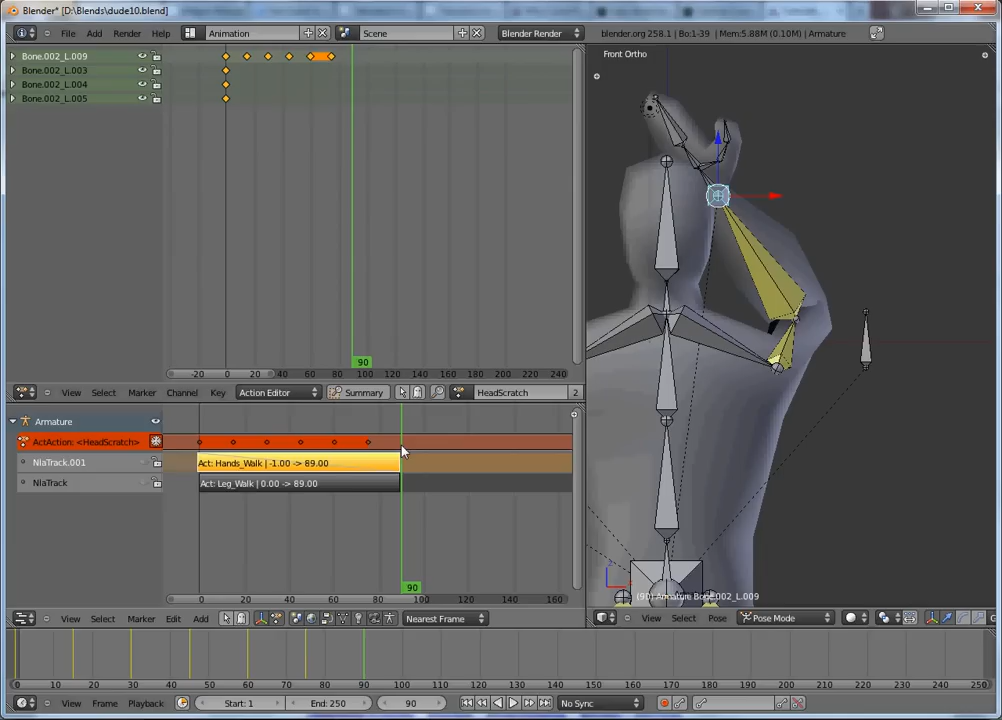 Blender* [D:\Blends\dude10.blend]
File Add Render Help Animation Scene Blender Render blender.org 258.1 | Mem:5.88M (0.10M) | Armature
Bone.002_L.009
Bone.002_L.003
Bone.002_L.004
Bone.002_L.005
-20 0 20 40 60 80 100 120 140 160 180 200 220 240
90
View Select Marker Channel Key Action Editor Summary HeadScratch 2
Front Ortho
Bo:1-39
Armature
ActAction: <HeadScratch>
NlaTrack.001
Act: Hands_Walk | -1.00 -> 89.00
NlaTrack
Act: Leg_Walk | 0.00 -> 89.00
90
0 20 40 60 80 100 120 140 160
View Select Marker Edit Add Nearest Frame
(90) Armature Bone.002_L.009
View Select Pose Pose Mode
0 10 20 30 40 50 60 70 80 90 100 110 120 130 140 150 160 170 180 190 200 210 220 230 240 250
View Frame Playback Start: 1 End: 250 90 No Sync